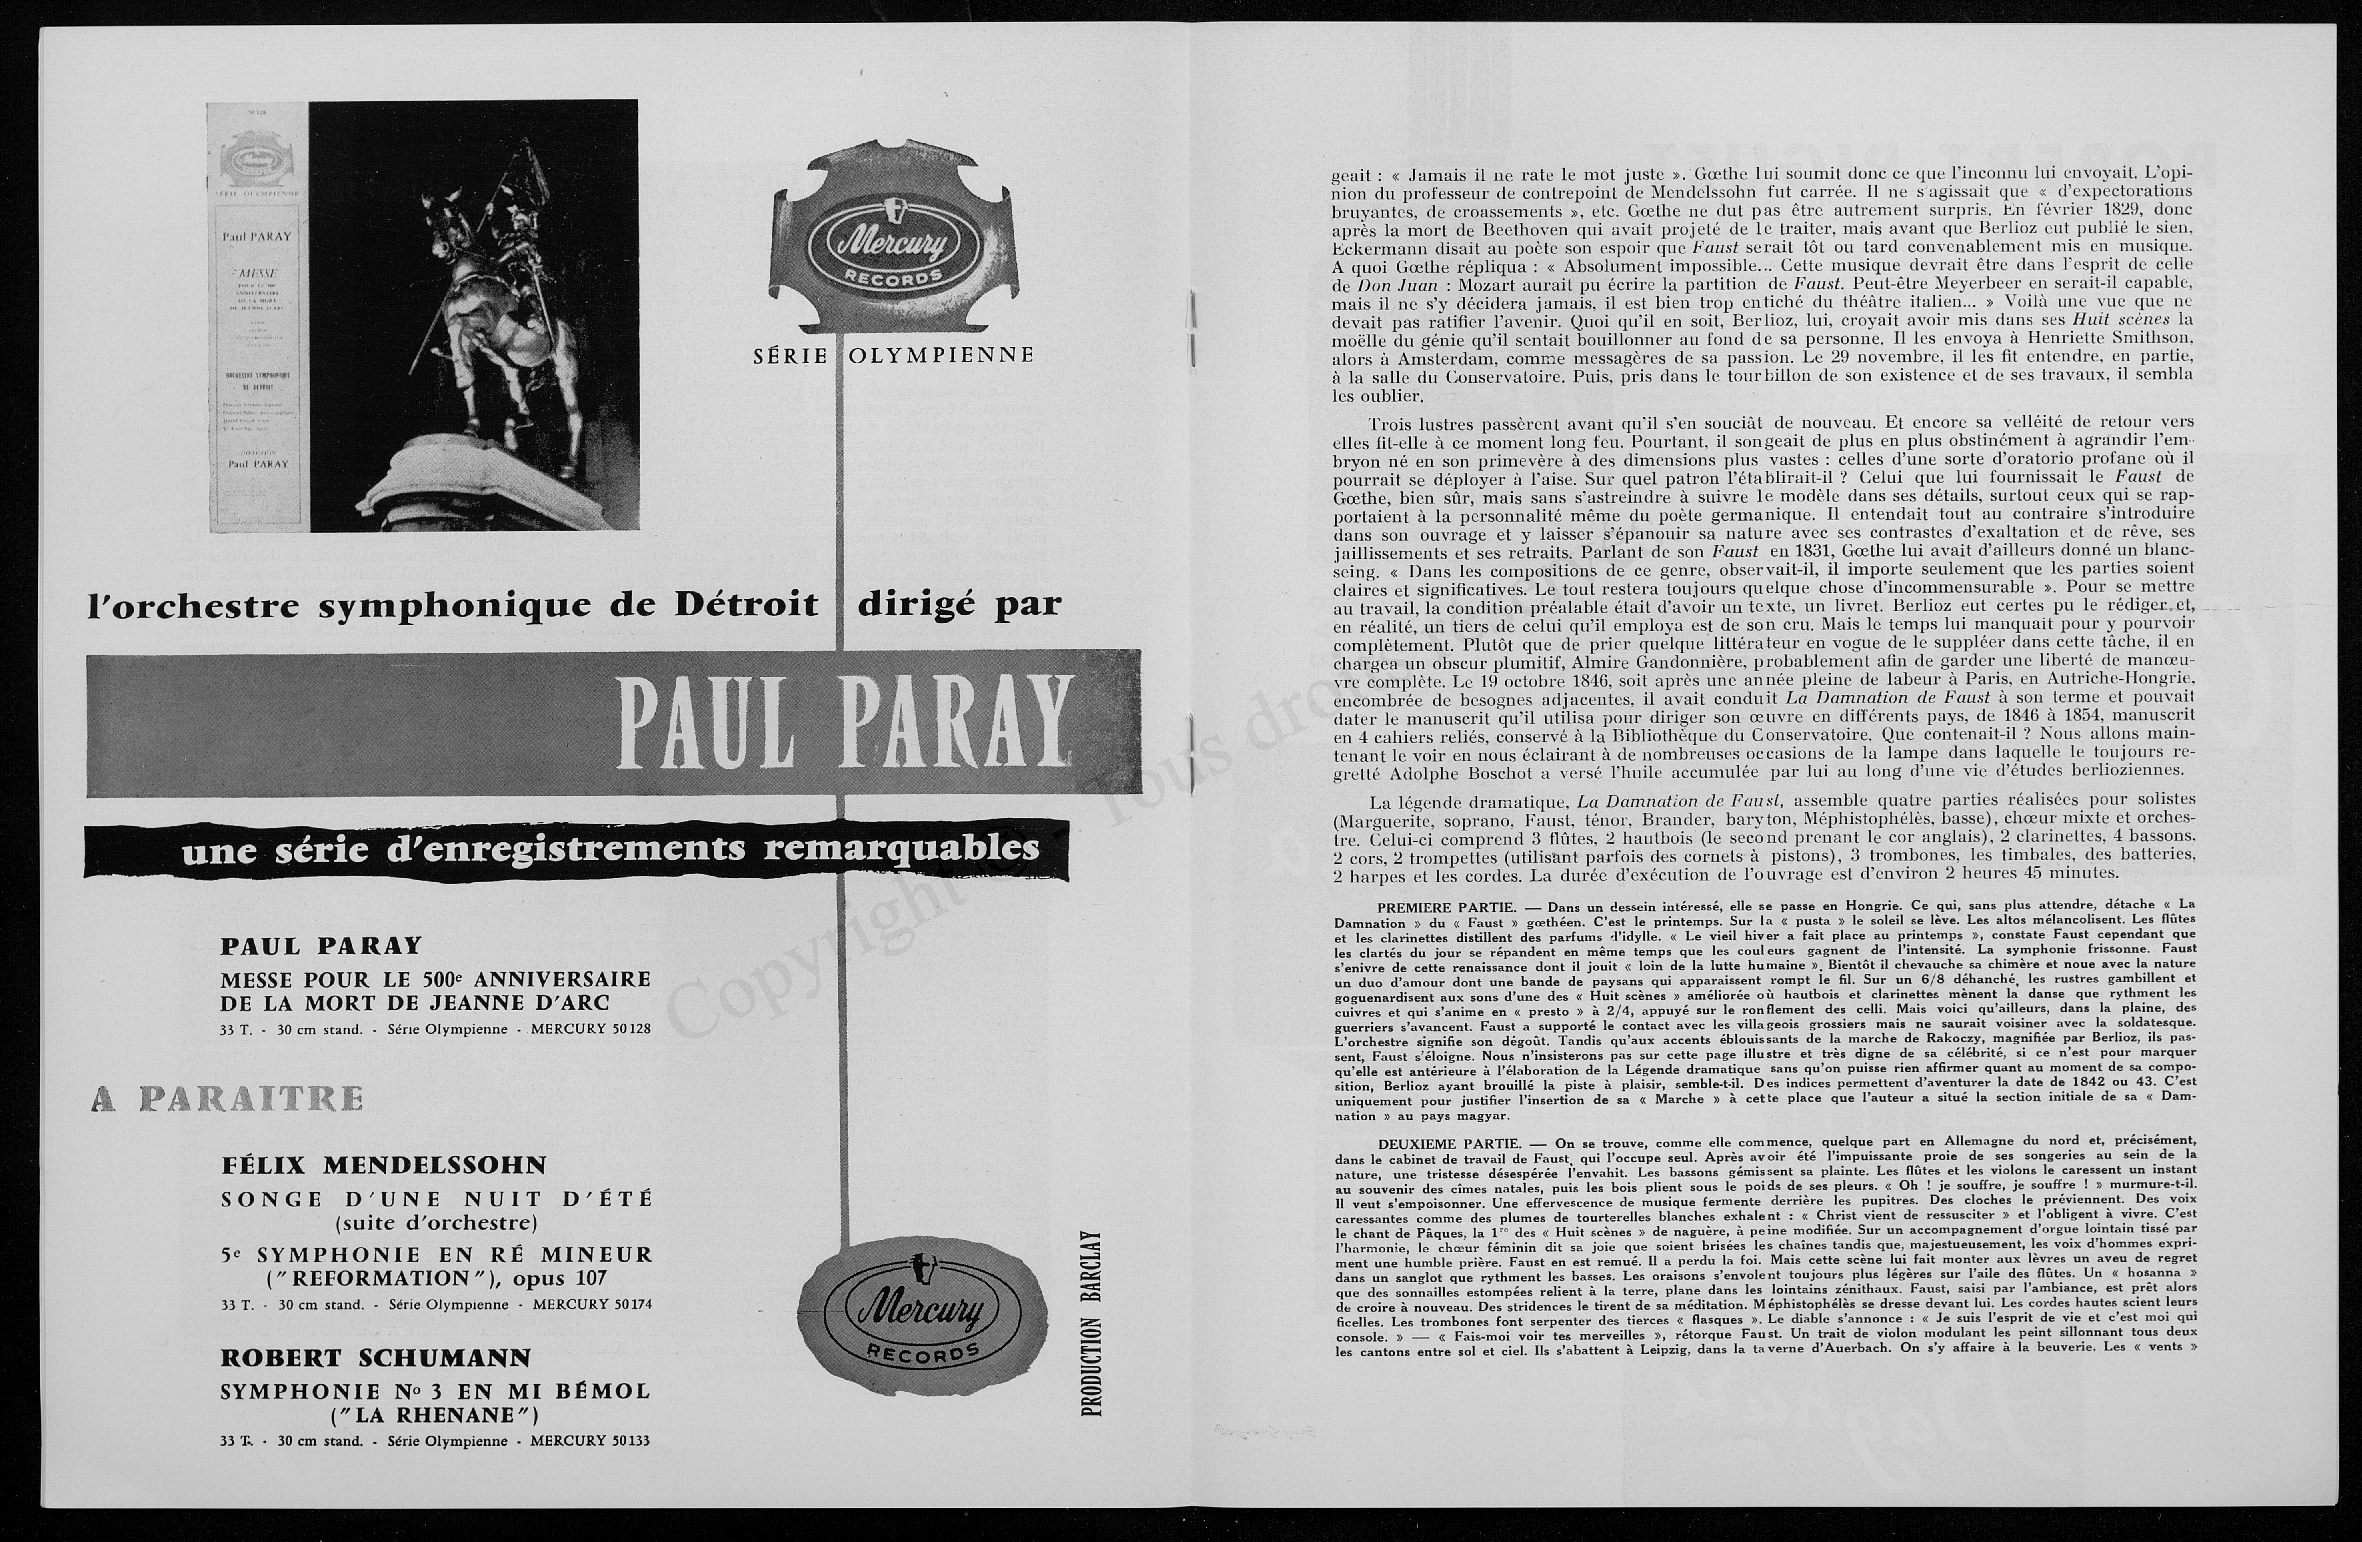 Mercury
SÉRIE OLYMPIENNE
Paul PARAY
MESSE
ORCHESTRE SYMPHONIQUE
DE DETROIT
Paul PARAY
Mercury
RECORDS
SÉRIE OLYMPIENNE
l'orchestre symphonique de Détroit dirigé par
PAUL PARAY
une série d'enregistrements remarquables
PAUL PARAY
MESSE POUR LE 500e ANNIVERSAIRE
DE LA MORT DE JEANNE D'ARC
33 T. - 30 cm stand. - Série Olympienne - MERCURY 50128
A PARAITRE
FÉLIX MENDELSSOHN
SONGE D'UNE NUIT D'ÉTÉ
(suite d'orchestre)
5e SYMPHONIE EN RÉ MINEUR
("REFORMATION"), opus 107
33 T. - 30 cm stand. - Série Olympienne - MERCURY 50174
ROBERT SCHUMANN
SYMPHONIE No 3 EN MI BÉMOL
("LA RHENANE")
33 T. - 30 cm stand. - Série Olympienne - MERCURY 50133
Mercury
RECORDS
PRODUCTION BARCLAY
geait : « Jamais il ne rate le mot juste ». Gœthe lui soumit donc ce que l'inconnu lui envoyait. L'opi-
nion du professeur de contrepoint de Mendelssohn fut carrée. Il ne s'agissait que « d'expectorations
bruyantes, de croassements », etc. Gœthe ne dut pas être autrement surpris. En février 1829, donc
après la mort de Beethoven qui avait projeté de le traiter, mais avant que Berlioz eut publié le sien,
Eckermann disait au poète son espoir que Faust serait tôt ou tard convenablement mis en musique.
A quoi Gœthe répliqua : « Absolument impossible... Cette musique devrait être dans l'esprit de celle
de Don Juan : Mozart aurait pu écrire la partition de Faust. Peut-être Meyerbeer en serait-il capable,
mais il ne s'y décidera jamais, il est bien trop entiché du théâtre italien... » Voilà une vue que ne
devait pas ratifier l'avenir. Quoi qu'il en soit, Berlioz, lui, croyait avoir mis dans ses Huit scènes la
moëlle du génie qu'il sentait bouillonner au fond de sa personne. Il les envoya à Henriette Smithson,
alors à Amsterdam, comme messagères de sa passion. Le 29 novembre, il les fit entendre, en partie,
à la salle du Conservatoire. Puis, pris dans le tourbillon de son existence et de ses travaux, il sembla
les oublier.
Trois lustres passèrent avant qu'il s'en souciât de nouveau. Et encore sa velléité de retour vers
elles fit-elle à ce moment long feu. Pourtant, il songeait de plus en plus obstinément à agrandir l'em-
bryon né en son primevère à des dimensions plus vastes : celles d'une sorte d'oratorio profane où il
pourrait se déployer à l'aise. Sur quel patron l'établirait-il ? Celui que lui fournissait le Faust de
Gœthe, bien sûr, mais sans s'astreindre à suivre le modèle dans ses détails, surtout ceux qui se rap-
portaient à la personnalité même du poète germanique. Il entendait tout au contraire s'introduire
dans son ouvrage et y laisser s'épanouir sa nature avec ses contrastes d'exaltation et de rêve, ses
jaillissements et ses retraits. Parlant de son Faust en 1831, Gœthe lui avait d'ailleurs donné un blanc-
seing. « Dans les compositions de ce genre, observait-il, il importe seulement que les parties soient
claires et significatives. Le tout restera toujours quelque chose d'incommensurable ». Pour se mettre
au travail, la condition préalable était d'avoir un texte, un livret. Berlioz eut certes pu le rédiger et,
en réalité, un tiers de celui qu'il employa est de son cru. Mais le temps lui manquait pour y pourvoir
complètement. Plutôt que de prier quelque littérateur en vogue de le suppléer dans cette tâche, il en
chargea un obscur plumitif, Almire Gandonnière, probablement afin de garder une liberté de manœu-
vre complète. Le 19 octobre 1846, soit après une année pleine de labeur à Paris, en Autriche-Hongrie,
encombrée de besognes adjacentes, il avait conduit La Damnation de Faust à son terme et pouvait
dater le manuscrit qu'il utilisa pour diriger son œuvre en différents pays, de 1846 à 1854, manuscrit
en 4 cahiers reliés, conservé à la Bibliothèque du Conservatoire. Que contenait-il ? Nous allons main-
tenant le voir en nous éclairant à de nombreuses occasions de la lampe dans laquelle le toujours re-
gretté Adolphe Boschot a versé l'huile accumulée par lui au long d'une vie d'études berlioziennes.
La légende dramatique, La Damnation de Faust, assemble quatre parties réalisées pour solistes
(Marguerite, soprano, Faust, ténor, Brander, baryton, Méphistophélès, basse), chœur mixte et orches-
tre. Celui-ci comprend 3 flûtes, 2 hautbois (le second prenant le cor anglais), 2 clarinettes, 4 bassons,
2 cors, 2 trompettes (utilisant parfois des cornets à pistons), 3 trombones, les timbales, des batteries,
2 harpes et les cordes. La durée d'exécution de l'ouvrage est d'environ 2 heures 45 minutes.
PREMIERE PARTIE. — Dans un dessein intéressé, elle se passe en Hongrie. Ce qui, sans plus attendre, détache « La
Damnation » du « Faust » gœthéen. C'est le printemps. Sur la « pusta » le soleil se lève. Les altos mélancolisent. Les flûtes
et les clarinettes distillent des parfums d'idylle. « Le vieil hiver a fait place au printemps », constate Faust cependant que
les clartés du jour se répandent en même temps que les couleurs gagnent de l'intensité. La symphonie frissonne. Faust
s'enivre de cette renaissance dont il jouit « loin de la lutte humaine ». Bientôt il chevauche sa chimère et noue avec la nature
un duo d'amour dont une bande de paysans qui apparaissent rompt le fil. Sur un 6/8 déhanché, les rustres gambillent et
goguenardisent aux sons d'une des « Huit scènes » améliorée où hautbois et clarinettes mènent la danse que rythment les
cuivres et qui s'anime en « presto » à 2/4, appuyé sur le ronflement des celli. Mais voici qu'ailleurs, dans la plaine, des
guerriers s'avancent. Faust a supporté le contact avec les villageois grossiers mais ne saurait voisiner avec la soldatesque.
L'orchestre signifie son dégoût. Tandis qu'aux accents éblouissants de la marche de Rakoczy, magnifiée par Berlioz, ils pas-
sent, Faust s'éloigne. Nous n'insisterons pas sur cette page illustre et très digne de sa célébrité, si ce n'est pour marquer
qu'elle est antérieure à l'élaboration de la Légende dramatique sans qu'on puisse rien affirmer quant au moment de sa compo-
sition, Berlioz ayant brouillé la piste à plaisir, semble-t-il. Des indices permettent d'aventurer la date de 1842 ou 43. C'est
uniquement pour justifier l'insertion de sa « Marche » à cette place que l'auteur a situé la section initiale de sa « Dam-
nation » au pays magyar.
DEUXIEME PARTIE. — On se trouve, comme elle commence, quelque part en Allemagne du nord et, précisément,
dans le cabinet de travail de Faust, qui l'occupe seul. Après avoir été l'impuissante proie de ses songeries au sein de la
nature, une tristesse désespérée l'envahit. Les bassons gémissent sa plainte. Les flûtes et les violons le caressent un instant
au souvenir des cîmes natales, puis les bois plient sous le poids de ses pleurs. « Oh ! je souffre, je souffre ! » murmure-t-il.
Il veut s'empoisonner. Une effervescence de musique fermente derrière les pupitres. Des cloches le préviennent. Des voix
caressantes comme des plumes de tourterelles blanches exhalent : « Christ vient de ressusciter » et l'obligent à vivre. C'est
le chant de Pâques, la 1re des « Huit scènes » de naguère, à peine modifiée. Sur un accompagnement d'orgue lointain tissé par
l'harmonie, le chœur féminin dit sa joie que soient brisées les chaînes tandis que, majestueusement, les voix d'hommes expri-
ment une humble prière. Faust en est remué. Il a perdu la foi. Mais cette scène lui fait monter aux lèvres un aveu de regret
dans un sanglot que rythment les basses. Les oraisons s'envolent toujours plus légères sur l'aile des flûtes. Un « hosanna »
que des sonnailles estompées relient à la terre, plane dans les lointains zénithaux. Faust, saisi par l'ambiance, est prêt alors
de croire à nouveau. Des stridences le tirent de sa méditation. Méphistophélès se dresse devant lui. Les cordes hautes scient leurs
ficelles. Les trombones font serpenter des tierces « flasques ». Le diable s'annonce : « Je suis l'esprit de vie et c'est moi qui
console. » — « Fais-moi voir tes merveilles », rétorque Faust. Un trait de violon modulant les peint sillonnant tous deux
les cantons entre sol et ciel. Ils s'abattent à Leipzig, dans la taverne d'Auerbach. On s'y affaire à la beuverie. Les « vents »